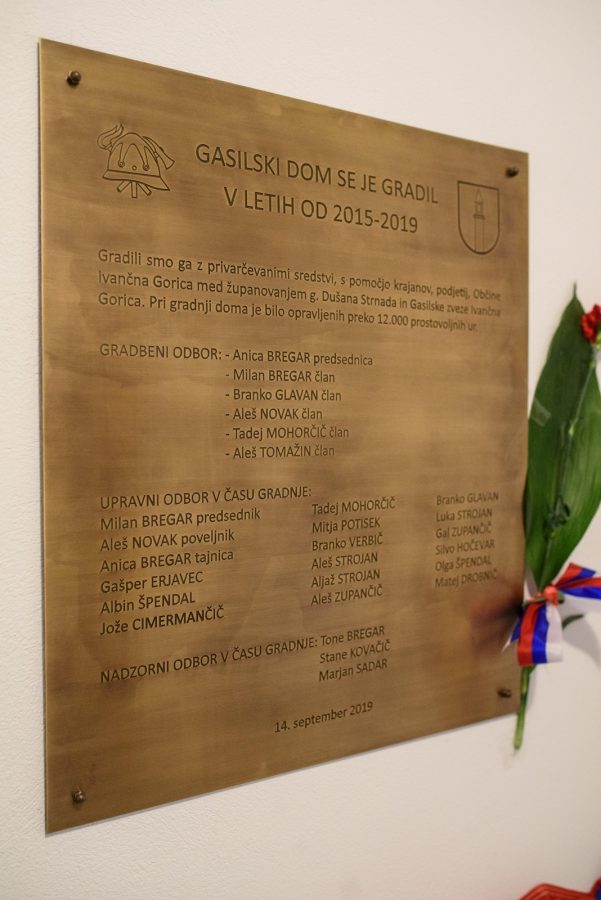 GASILSKI DOM SE JE GRADIL
V LETIH OD 2015-2019
Gradili smo ga z privarčevanimi sredstvi, s pomočjo krajanov, podjetij, Občine
Ivančna Gorica med županovanjem g. Dušana Strnada in Gasilske zveze Ivančna
Gorica. Pri gradnji doma je bilo opravljenih preko 12.000 prostovoljnih ur.
GRADBENI ODBOR: - Anica BREGAR predsednica
- Milan BREGAR član
- Branko GLAVAN član
- Aleš NOVAK član
- Tadej MOHORČIČ član
- Aleš TOMAŽIN član
UPRAVNI ODBOR V ČASU GRADNJE:
Milan BREGAR predsednik
Aleš NOVAK poveljnik
Anica BREGAR tajnica
Gašper ERJAVEC
Albin ŠPENDAL
Jože CIMERMANČIČ
Tadej MOHORČIČ
Mitja POTISEK
Branko VERBIČ
Aleš STROJAN
Aljaž STROJAN
Aleš ZUPANČIČ
Branko GLAVAN
Luka STROJAN
Gal ZUPANČIČ
Silvo HOČEVAR
Olga ŠPENDAL
Matej DROBNIČ
NADZORNI ODBOR V ČASU GRADNJE: Tone BREGAR
Stane KOVAČIČ
Marjan SADAR
14. september 2019